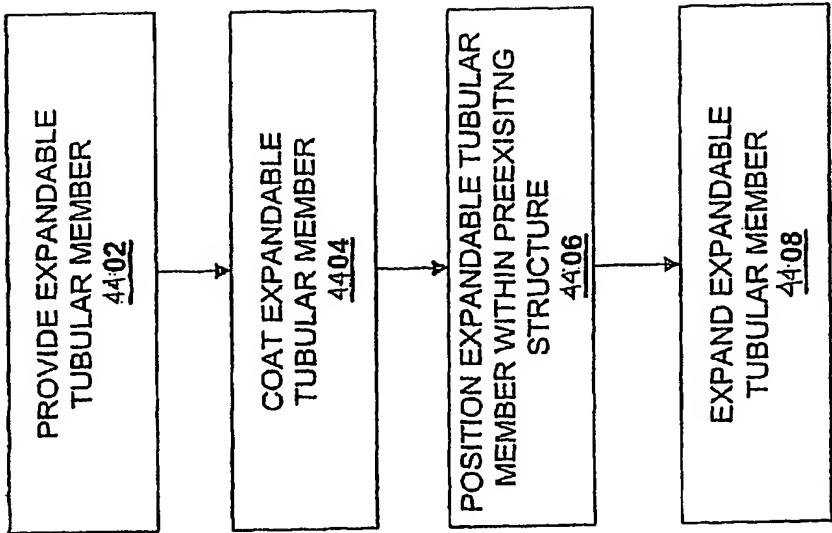 PROVIDE EXPANDABLE
TUBULAR MEMBER
4402
COAT EXPANDABLE
TUBULAR MEMBER
4404
POSITION EXPANDABLE TUBULAR
MEMBER WITHIN PREEXISITNG
STRUCTURE
4406
EXPAND EXPANDABLE
TUBULAR MEMBER
4408